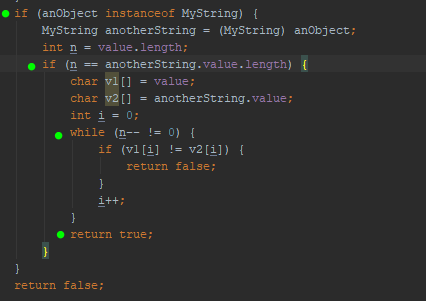 if (anObject instanceof MyString) {
MyString anotherString = (MyString) anObject;
int n = value.length;
if (n == anotherString.value.length) {
char v1[] = value;
char v2[] = anotherString.value;
int i = 0;
while (n-- != 0) {
if (v1[i] != v2[i]) {
return false;
}
i++;
}
return true;
}
}
return false;